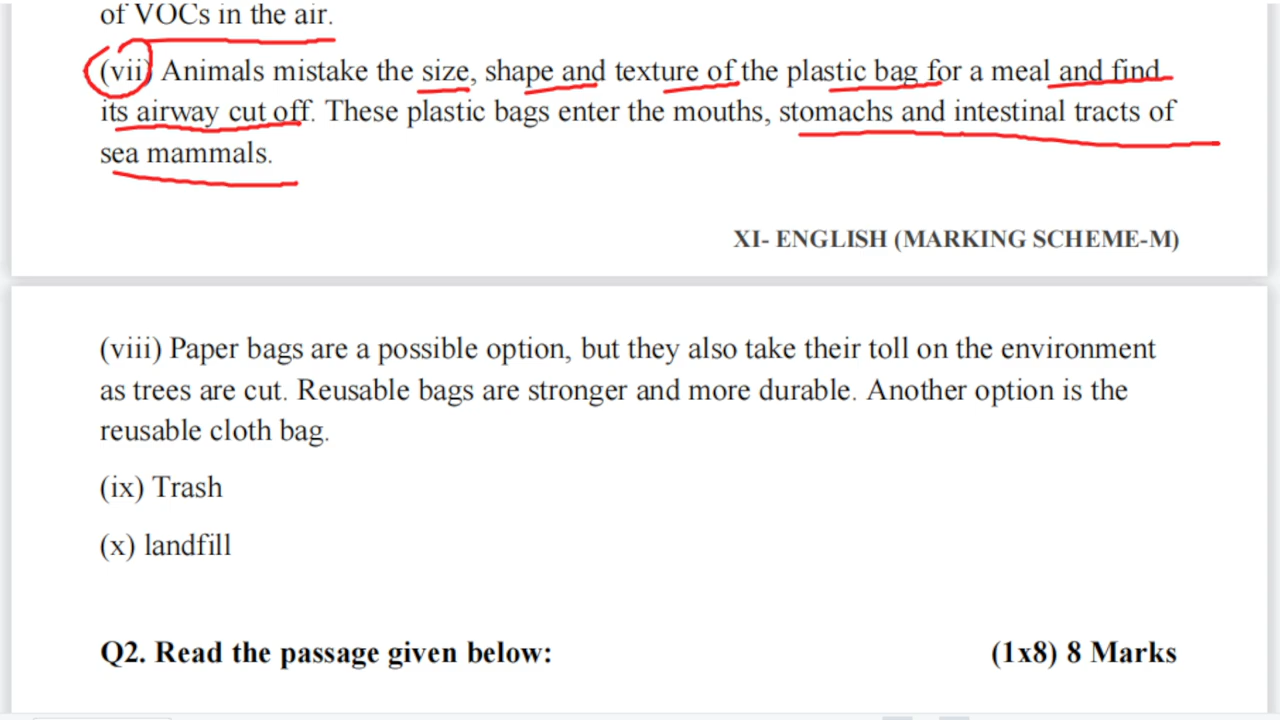 of VOCs in the air.
(vii) Animals mistake the size, shape and texture of the plastic bag for a meal and find
its airway cut off. These plastic bags enter the mouths, stomachs and intestinal tracts of
sea mammals.
XI- ENGLISH (MARKING SCHEME-M)
(viii) Paper bags are a possible option, but they also take their toll on the environment
as trees are cut. Reusable bags are stronger and more durable. Another option is the
reusable cloth bag.
(ix) Trash
(x) landfill
Q2. Read the passage given below: (1x8) 8 Marks